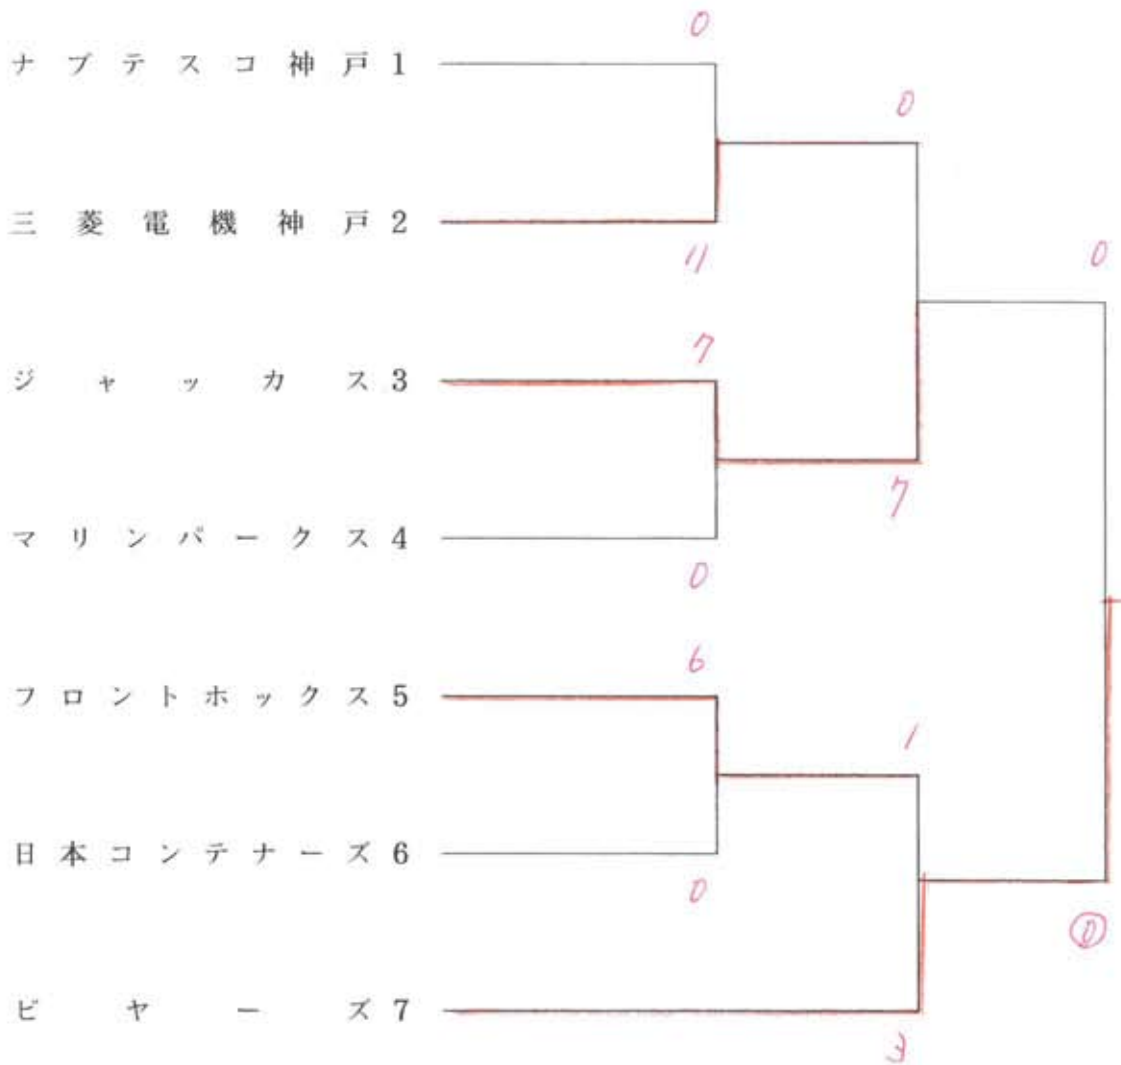 0
ナブテスコ神戸 1
0
三菱電機神戸 2
11
0
7
ジャッカス 3
7
マリンパークス 4
0
6
フロントホックス 5
1
日本コンテナーズ 6
0
0
ビヤーズ 7
3